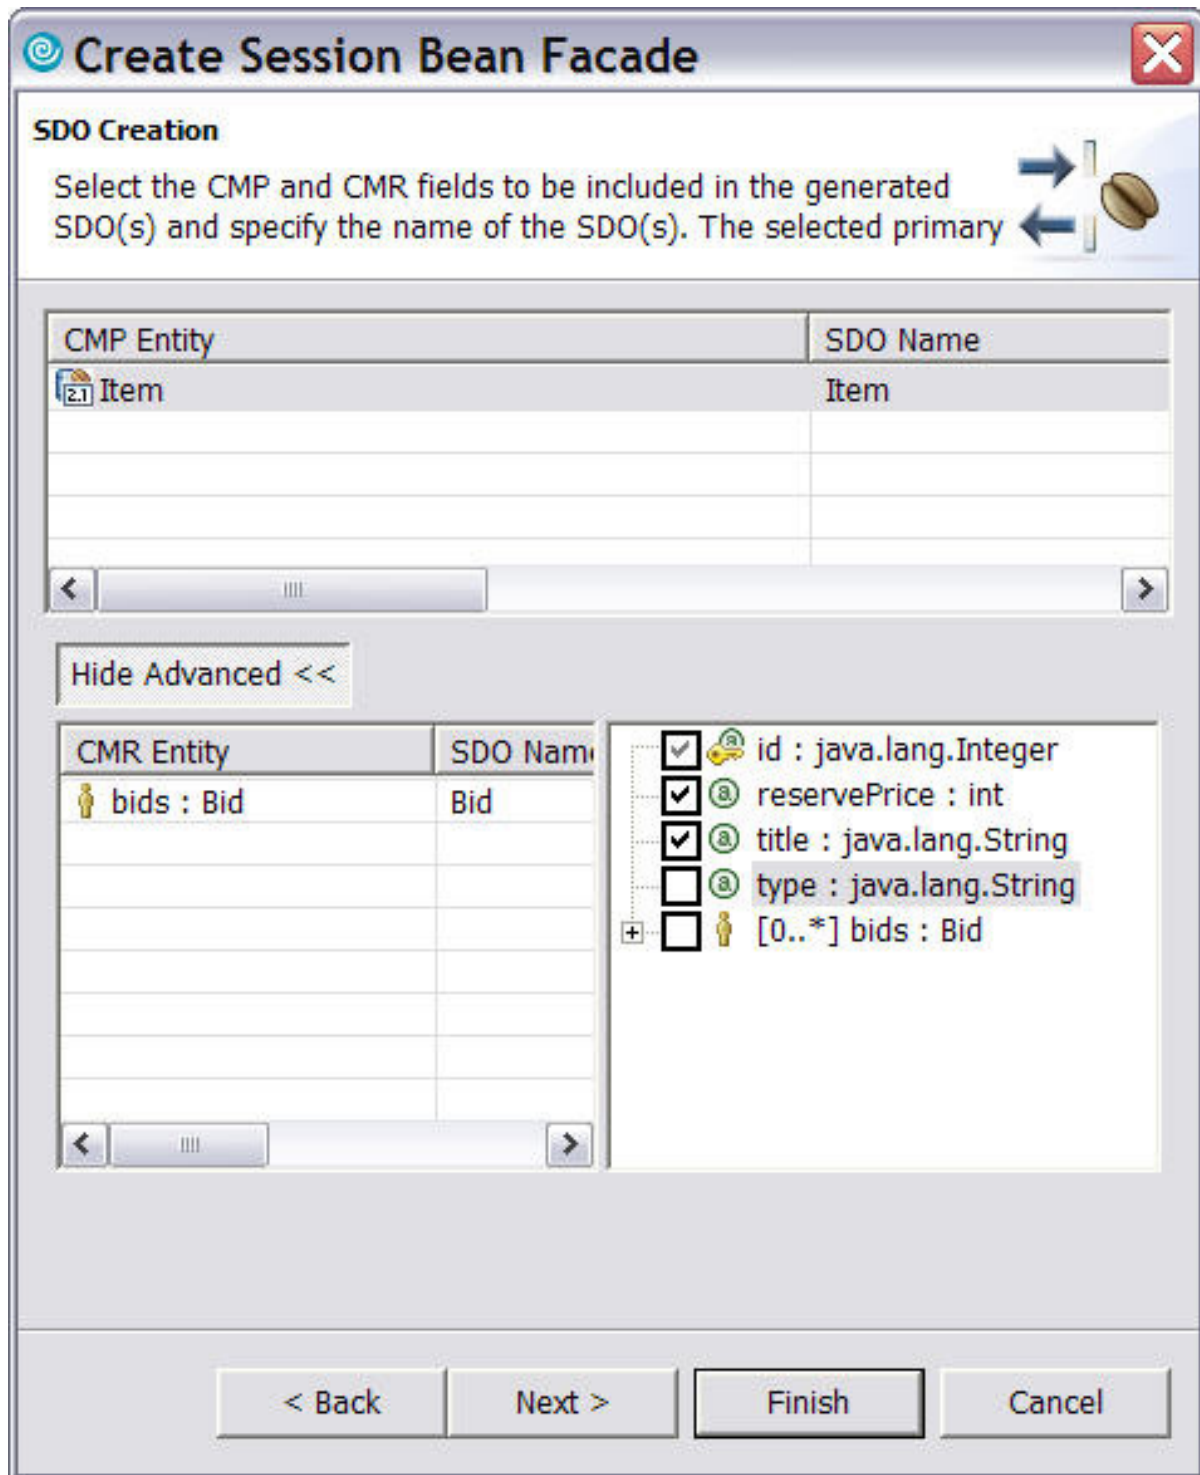 Create Session Bean Facade
SDO Creation
Select the CMP and CMR fields to be included in the generated
SDO(s) and specify the name of the SDO(s). The selected primary
CMP Entity SDO Name
2.1 Item Item
Hide Advanced <<
CMR Entity SDO Name
bids : Bid Bid
id : java.lang.Integer
reservePrice : int
title : java.lang.String
type : java.lang.String
[0..*] bids : Bid
< Back Next > Finish Cancel